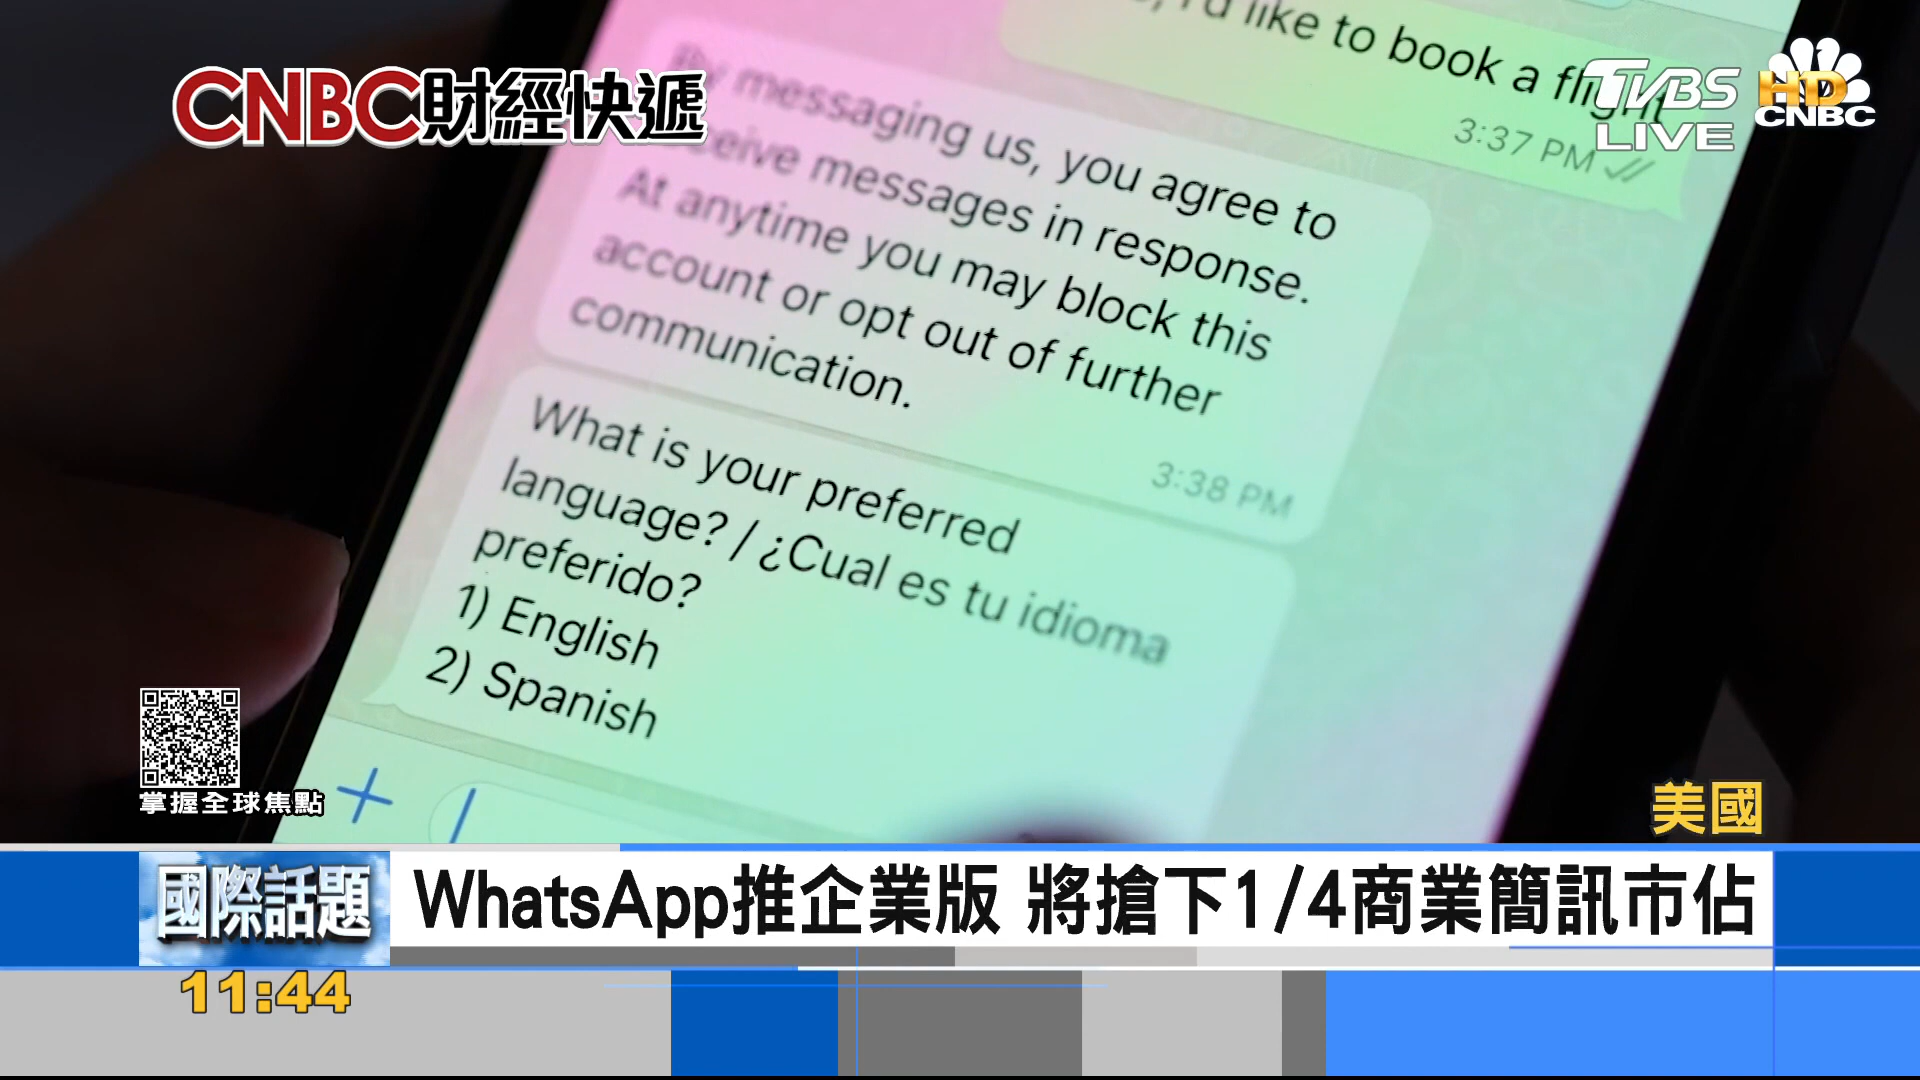 CNBC財經快遞
TVBS HD
LIVE
CNBC
I'd like to book a flight
3:37 PM
By messaging us, you agree to
receive messages in response.
At anytime you may block this
account or opt out of further
communication.
3:38 PM
What is your preferred
language? / ¿Cual es tu idioma
preferido?
1) English
2) Spanish
掌握全球焦點
美國
國際話題
WhatsApp推企業版 將搶下1/4商業簡訊市佔
11:44